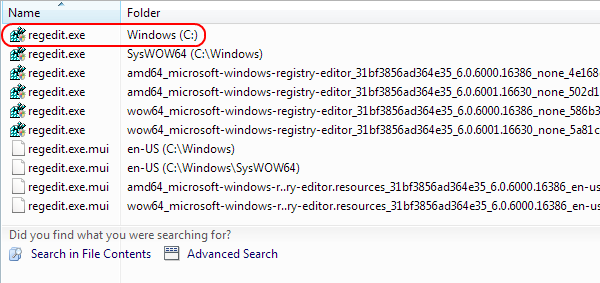 Name Folder
regedit.exe Windows (C:)
regedit.exe SysWOW64 (C:\Windows)
regedit.exe amd64_microsoft-windows-registry-editor_31bf3856ad364e35_6.0.6000.16386_none_4e168
regedit.exe amd64_microsoft-windows-registry-editor_31bf3856ad364e35_6.0.6001.16630_none_502d1
regedit.exe wow64_microsoft-windows-registry-editor_31bf3856ad364e35_6.0.6000.16386_none_586b3
regedit.exe wow64_microsoft-windows-registry-editor_31bf3856ad364e35_6.0.6001.16630_none_5a81c
regedit.exe.mui en-US (C:\Windows)
regedit.exe.mui en-US (C:\Windows\SysWOW64)
regedit.exe.mui amd64_microsoft-windows-r..ry-editor.resources_31bf3856ad364e35_6.0.6000.16386_en-us
regedit.exe.mui wow64_microsoft-windows-r..ry-editor.resources_31bf3856ad364e35_6.0.6000.16386_en-us
Did you find what you were searching for?
Search in File Contents Advanced Search